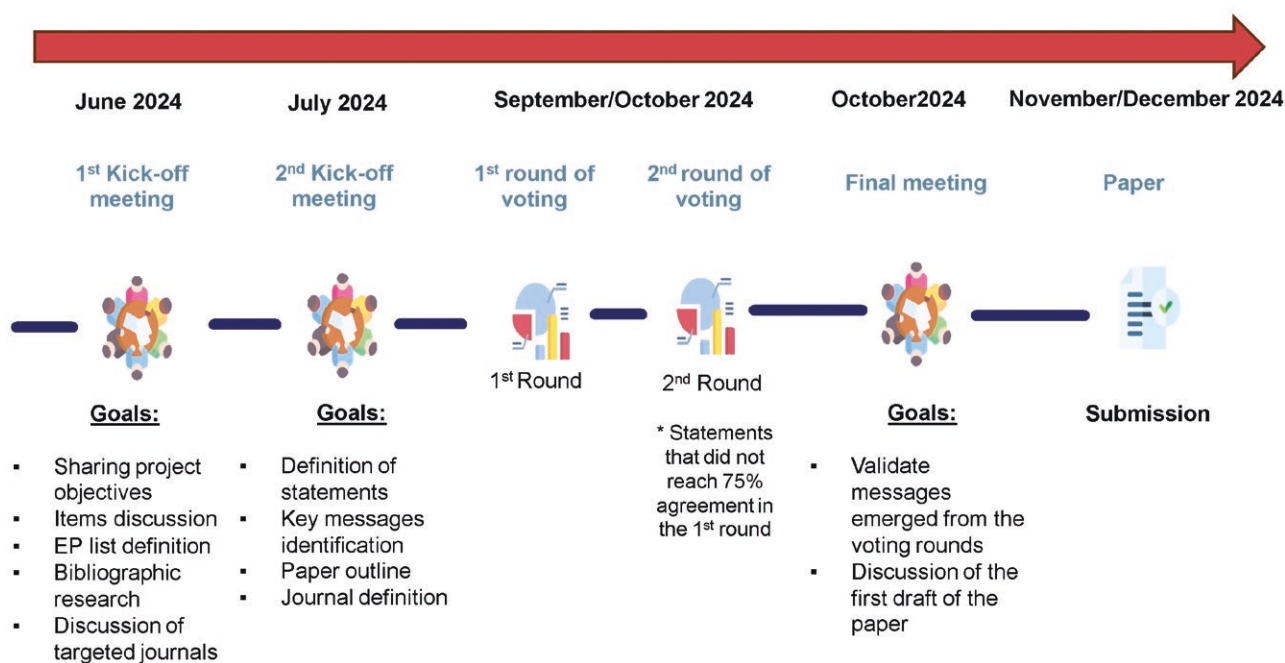 June 2024
July 2024
September/October 2024
October2024
November/December 2024
1st Kick-off
meeting
2nd Kick-off
meeting
1st round of
voting
2nd round of
voting
Final meeting
Paper
1st Round
2nd Round
Goals:
▪ Sharing project
objectives
▪ Items discussion
▪ EP list definition
▪ Bibliographic
research
▪ Discussion of
targeted journals
Goals:
▪ Definition of
statements
▪ Key messages
identification
▪ Paper outline
▪ Journal definition
* Statements
that did not
reach 75%
agreement in
the 1st round
Goals:
▪ Validate
messages
emerged from the
voting rounds
▪ Discussion of the
first draft of the
paper
Submission